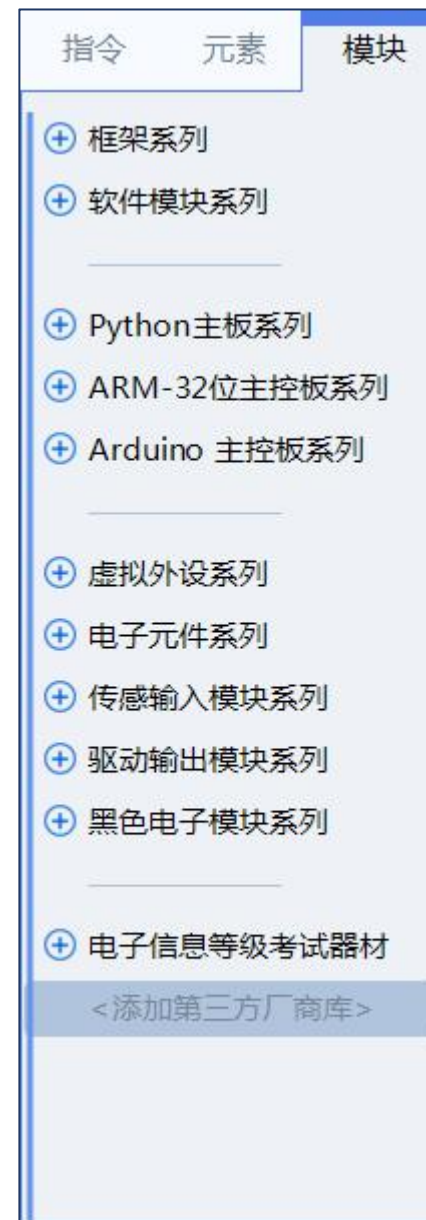 指令 元素 模块
框架系列
软件模块系列
Python主板系列
ARM-32位主控板系列
Arduino 主控板系列
虚拟外设系列
电子元件系列
传感输入模块系列
驱动输出模块系列
黑色电子模块系列
电子信息等级考试器材
<添加第三方厂商库>